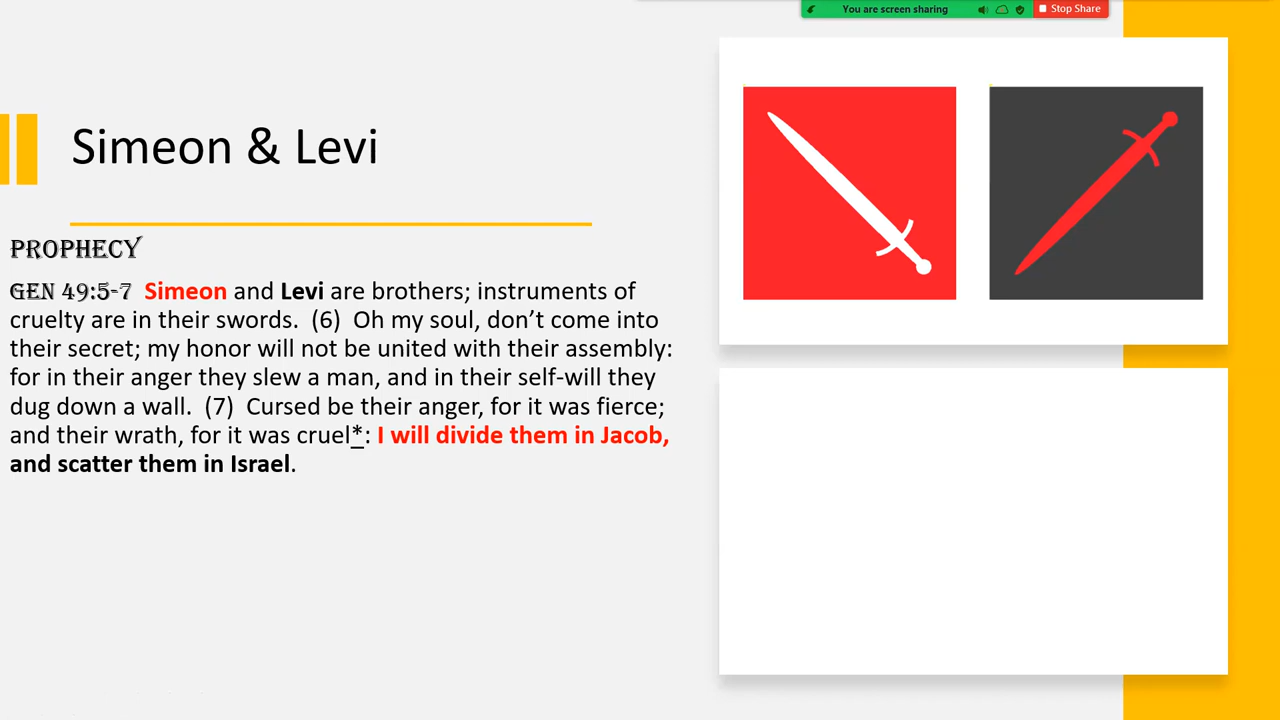 You are screen sharing
Stop Share
Simeon & Levi
PROPHECY
GEN 49:5-7 Simeon and Levi are brothers; instruments of
cruelty are in their swords. (6) Oh my soul, don’t come into
their secret; my honor will not be united with their assembly:
for in their anger they slew a man, and in their self-will they
dug down a wall. (7) Cursed be their anger, for it was fierce;
and their wrath, for it was cruel*: I will divide them in Jacob,
and scatter them in Israel.